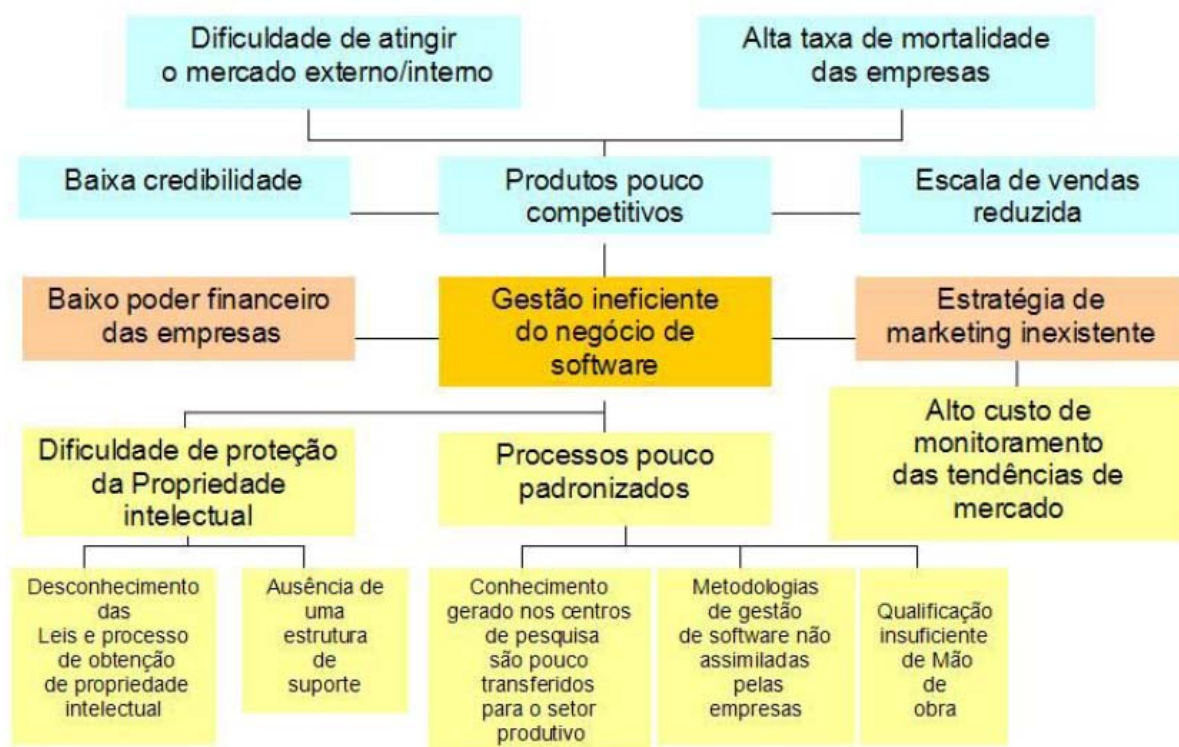 Dificuldade de atingir
o mercado externo/interno
Alta taxa de mortalidade
das empresas
Baixa credibilidade
Produtos pouco
competitivos
Escala de vendas
reduzida
Baixo poder financeiro
das empresas
Gestão ineficiente
do negócio de
software
Estratégia de
marketing inexistente
Dificuldade de proteção
da Propriedade
intelectual
Processos pouco
padronizados
Alto custo de
monitoramento
das tendências de
mercado
Desconhecimento
das
Leis e processo
de obtenção
de propriedade
intelectual
Ausência de
uma
estrutura
de
suporte
Conhecimento
gerado nos centros
de pesquisa
são pouco
transferidos
para o setor
produtivo
Metodologias
de gestão
de software não
assimiladas
pelas
empresas
Qualificação
insuficiente
de Mão
de
obra